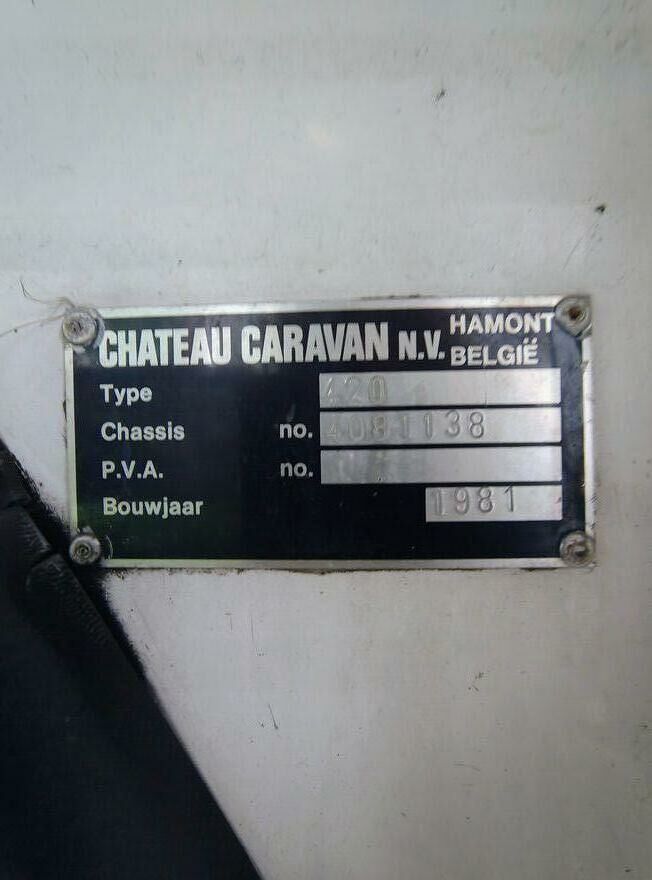 CHATEAU CARAVAN N.V. HAMONT BELGIË
Type 420
Chassis no. 4081138
P.V.A. no.
Bouwjaar 1981